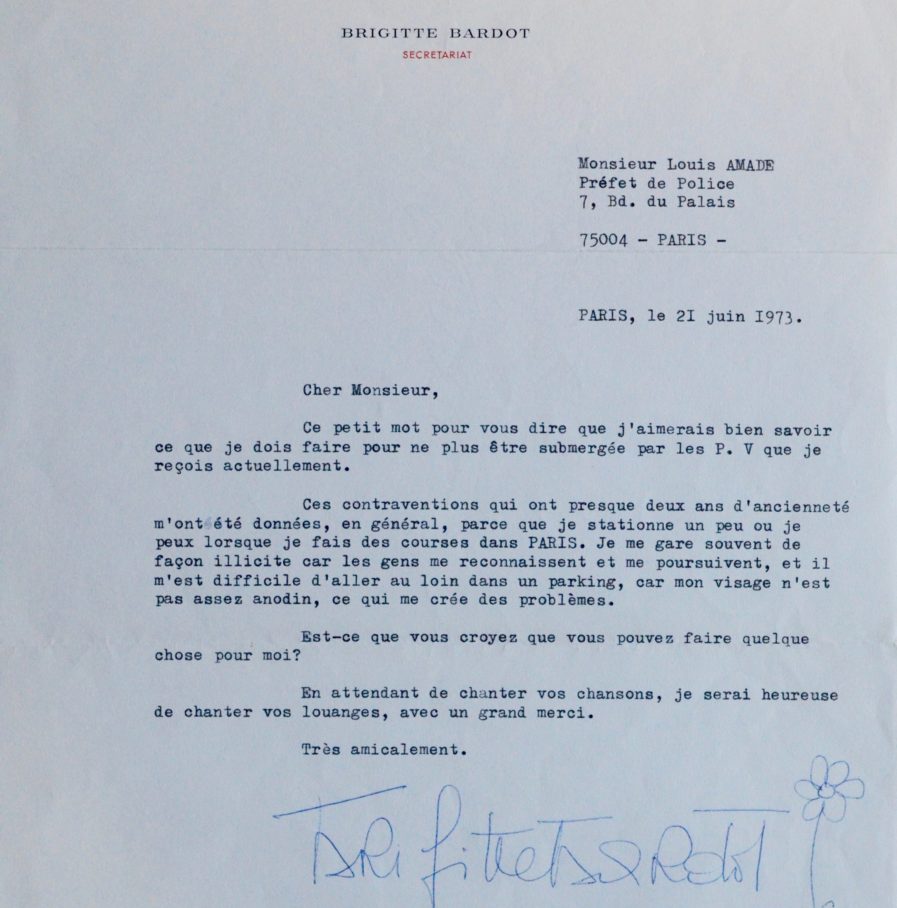 BRIGITTE BARDOT
SECRETARIAT
Monsieur Louis AMADE
Préfet de Police
7, Bd. du Palais
75004 - PARIS -
PARIS, le 21 juin 1973.
Cher Monsieur,
Ce petit mot pour vous dire que j'aimerais bien savoir
ce que je dois faire pour ne plus être submergée par les P. V que je
reçois actuellement.
Ces contraventions qui ont presque deux ans d'ancienneté
m'ont été données, en général, parce que je stationne un peu ou je
peux lorsque je fais des courses dans PARIS. Je me gare souvent de
façon illicite car les gens me reconnaissent et me poursuivent, et il
m'est difficile d'aller au loin dans un parking, car mon visage n'est
pas assez anodin, ce qui me crée des problèmes.
Est-ce que vous croyez que vous pouvez faire quelque
chose pour moi?
En attendant de chanter vos chansons, je serai heureuse
de chanter vos louanges, avec un grand merci.
Très amicalement.
Brigitte Bardot